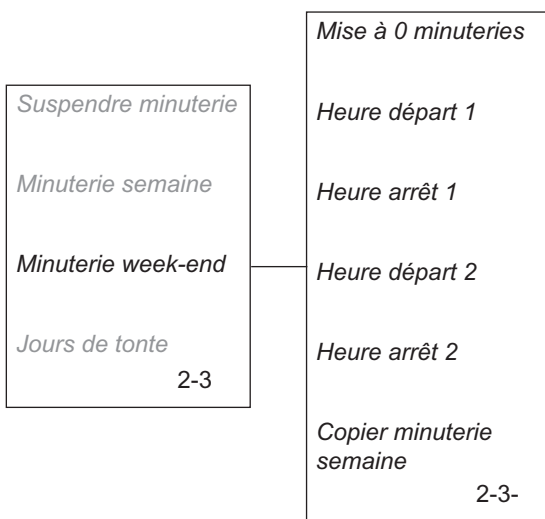 Suspendre minuterie
Minuterie semaine
Minuterie week-end
Jours de tonte
2-3
Mise à 0 minuteries
Heure départ 1
Heure arrêt 1
Heure départ 2
Heure arrêt 2
Copier minuterie
semaine
2-3-